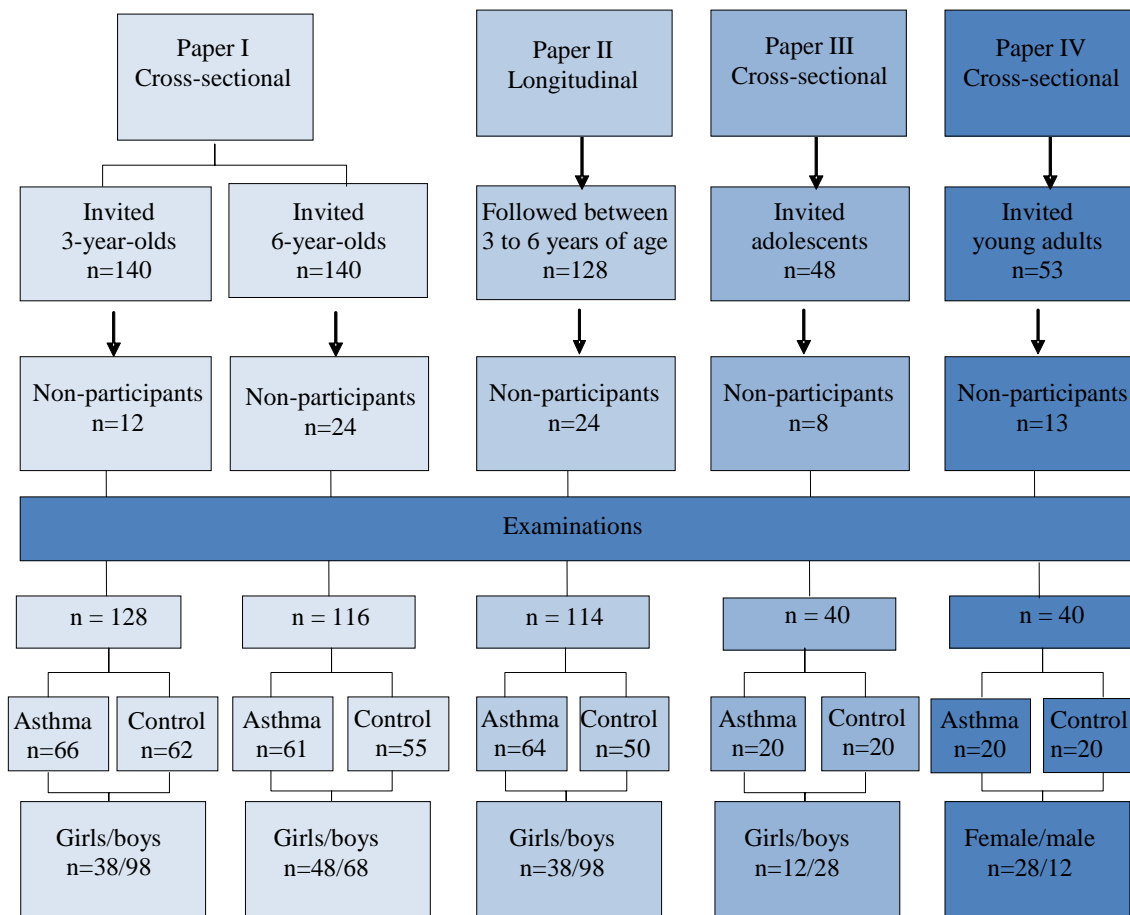 Paper I
Cross-sectional
Paper II
Longitudinal
Paper III
Cross-sectional
Paper IV
Cross-sectional
Invited
3-year-olds
n=140
Invited
6-year-olds
n=140
Followed between
3 to 6 years of age
n=128
Invited
adolescents
n=48
Invited
young adults
n=53
Non-participants
n=12
Non-participants
n=24
Non-participants
n=24
Non-participants
n=8
Non-participants
n=13
Examinations
n = 128
n = 116
n = 114
n = 40
n = 40
Asthma
n=66
Control
n=62
Asthma
n=61
Control
n=55
Asthma
n=64
Control
n=50
Asthma
n=20
Control
n=20
Asthma
n=20
Control
n=20
Girls/boys
n=38/98
Girls/boys
n=48/68
Girls/boys
n=38/98
Girls/boys
n=12/28
Female/male
n=28/12